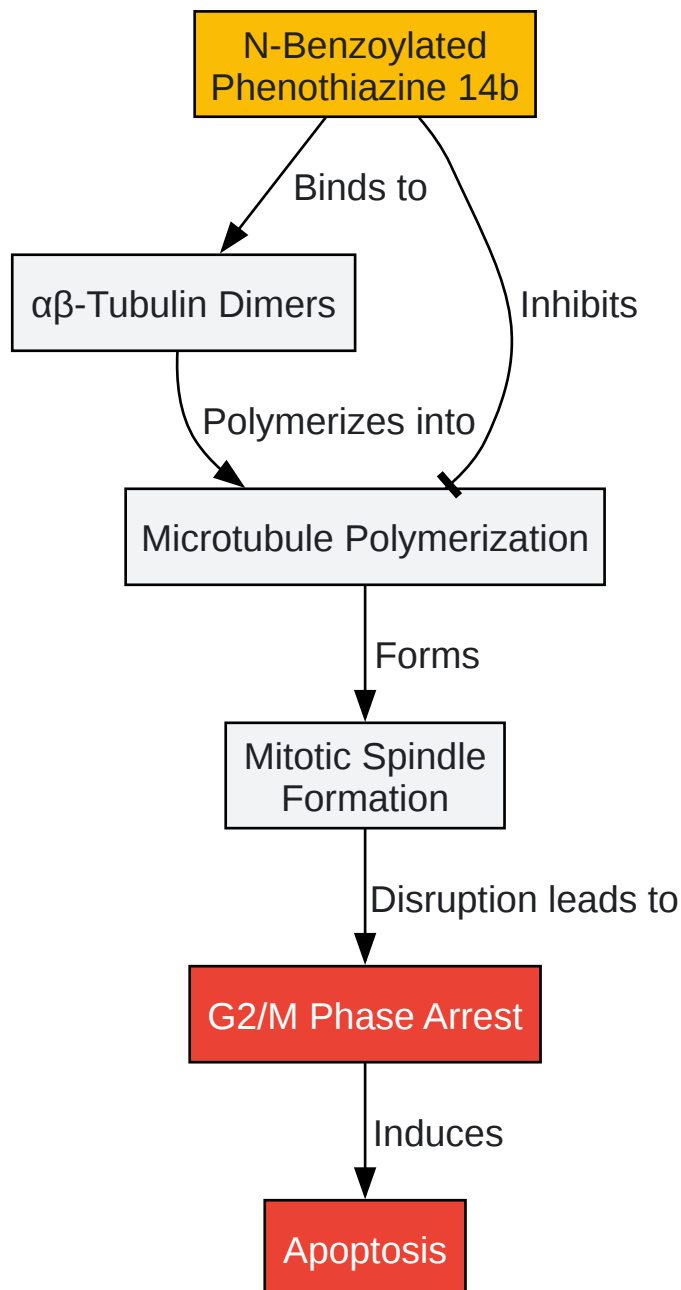 N-Benzoylated
Phenothiazine 14b
Binds to
αβ-Tubulin Dimers
Inhibits
Polymerizes into
Microtubule Polymerization
Forms
Mitotic Spindle
Formation
Disruption leads to
G2/M Phase Arrest
Induces
Apoptosis